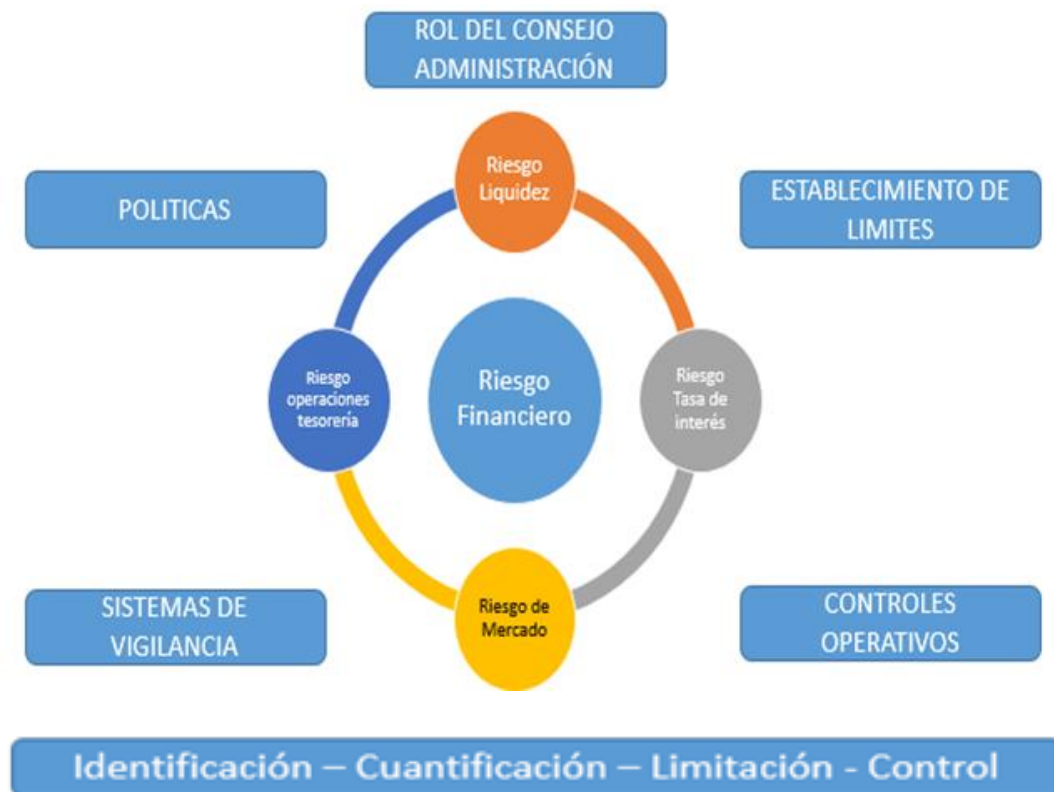 ROL DEL CONSEJO
ADMINISTRACIÓN
Riesgo
Liquidez
POLITICAS
ESTABLECIMIENTO DE
LIMITES
Riesgo
operaciones
tesorería
Riesgo
Financiero
Riesgo
Tasa de
interés
SISTEMAS DE
VIGILANCIA
Riesgo de
Mercado
CONTROLES
OPERATIVOS
Identificación – Cuantificación – Limitación - Control